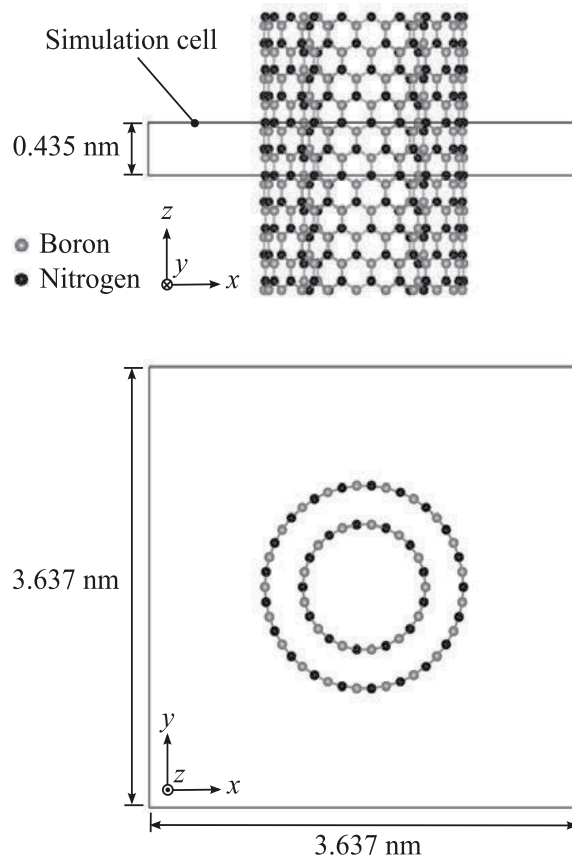 Simulation cell
0.435 nm
z
y
x
Boron
Nitrogen
3.637 nm
y
z
x
3.637 nm